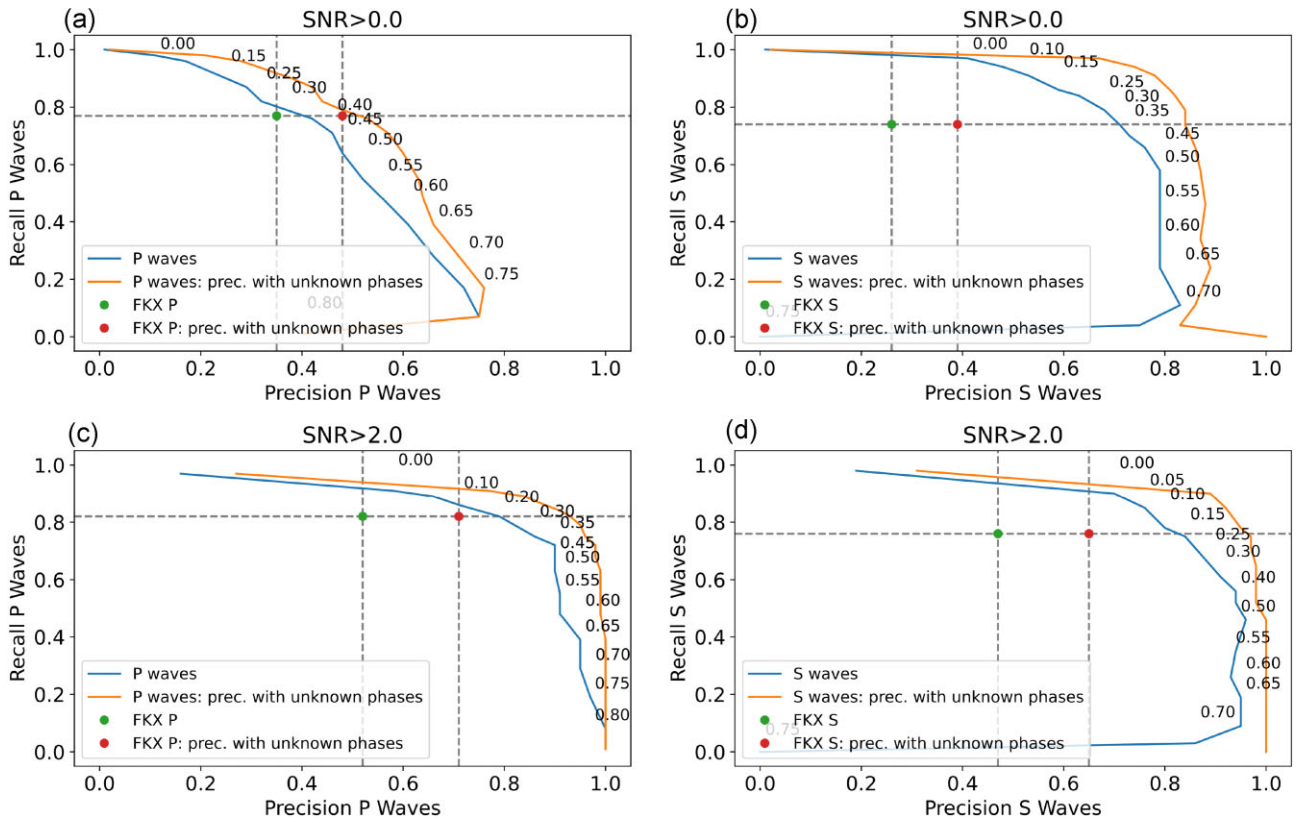 (a)
SNR>0.0
0.00
0.15
0.25
0.30
0.40
0.45
0.50
0.55
0.60
0.65
0.70
0.75
0.80
1.0
0.8
0.6
0.4
0.2
0.0
Recall P Waves
P waves
P waves: prec. with unknown phases
FKX P
FKX P: prec. with unknown phases
0.0 0.2 0.4 0.6 0.8 1.0
Precision P Waves
(b)
SNR>0.0
0.00
0.10
0.15
0.25
0.30
0.35
0.45
0.50
0.55
0.60
0.65
0.70
0.75
1.0
0.8
0.6
0.4
0.2
0.0
Recall S Waves
S waves
S waves: prec. with unknown phases
FKX S
FKX S: prec. with unknown phases
0.0 0.2 0.4 0.6 0.8 1.0
Precision S Waves
(c)
SNR>2.0
0.00
0.10
0.20
0.30
0.35
0.45
0.50
0.55
0.60
0.65
0.70
0.75
0.80
1.0
0.8
0.6
0.4
0.2
0.0
Recall P Waves
P waves
P waves: prec. with unknown phases
FKX P
FKX P: prec. with unknown phases
0.0 0.2 0.4 0.6 0.8 1.0
Precision P Waves
(d)
SNR>2.0
0.00
0.05
0.10
0.15
0.25
0.30
0.40
0.50
0.55
0.60
0.65
0.70
0.75
1.0
0.8
0.6
0.4
0.2
0.0
Recall S Waves
S waves
S waves: prec. with unknown phases
FKX S
FKX S: prec. with unknown phases
0.0 0.2 0.4 0.6 0.8 1.0
Precision S Waves